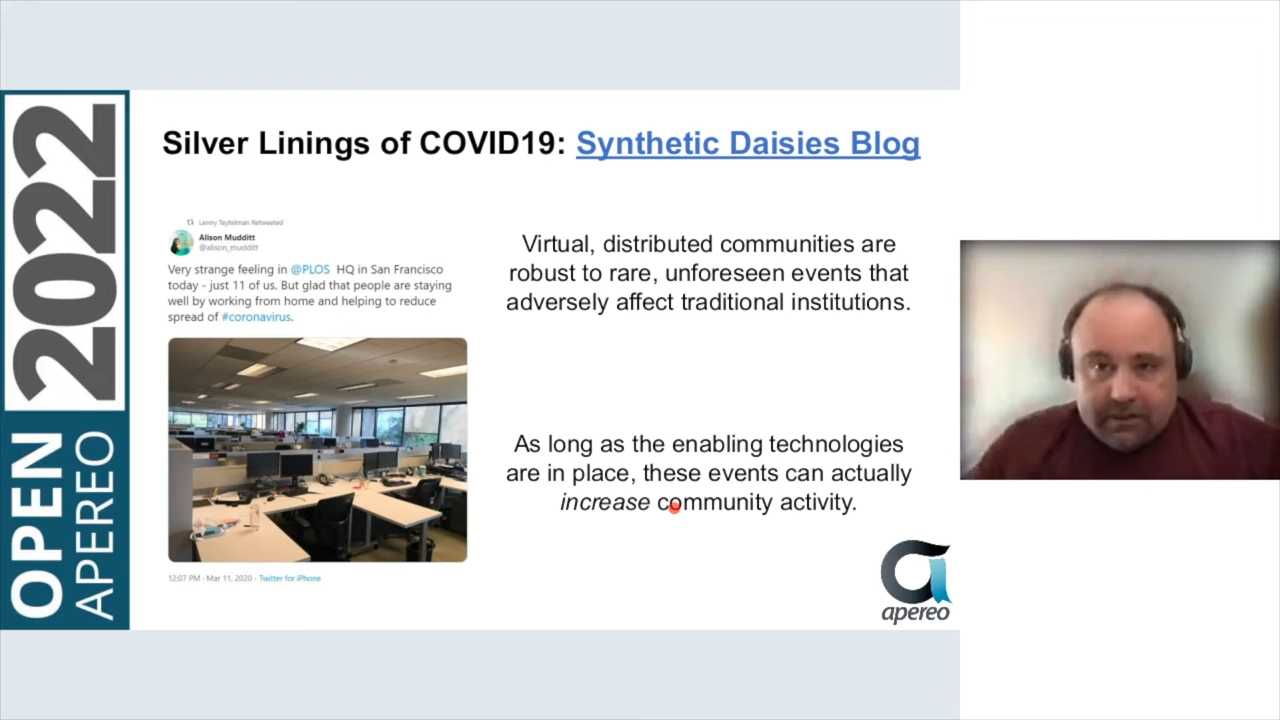 OPEN
APEREO
2022
Silver Linings of COVID19: Synthetic Daisies Blog
Lenny Teytelman Retweeted
Alison Mudditt
@alison_mudditt
Very strange feeling in @PLOS HQ in San Francisco
today - just 11 of us. But glad that people are staying
well by working from home and helping to reduce
spread of #coronavirus.
12:07 PM - Mar 11, 2020 - Twitter for iPhone
Virtual, distributed communities are
robust to rare, unforeseen events that
adversely affect traditional institutions.
As long as the enabling technologies
are in place, these events can actually
increase community activity.
apereo